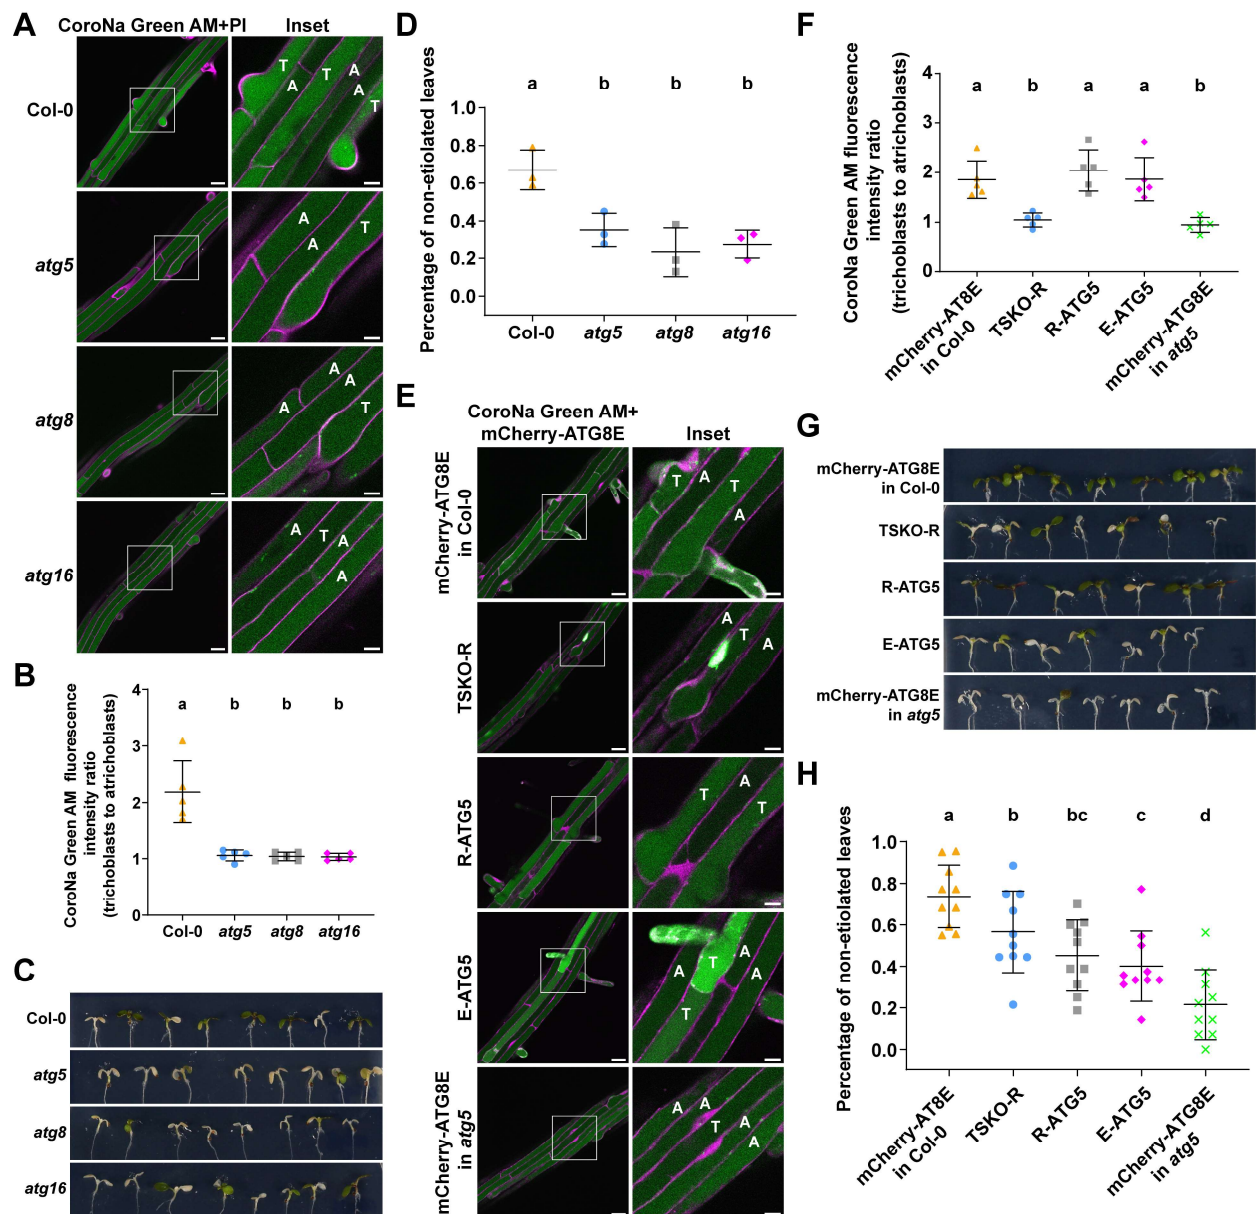 A
CoroNa Green AM+PI
Inset
Col-0
T
T
A
A
A
T
atg5
A
A
T
atg8
A
A
A
T
atg16
A
T
A
A
B
CoroNa Green AM fluorescence
intensity ratio
(trichoblasts to atrichoblasts)
4
3
2
1
0
a
b
b
b
Col-0
atg5
atg8
atg16
C
Col-0
atg5
atg8
atg16
D
Percentage of non-etiolated leaves
a
b
b
b
1.0
0.8
0.6
0.4
0.2
0.0
Col-0
atg5
atg8
atg16
E
CoroNa Green AM+
mCherry-ATG8E
Inset
mCherry-ATG8E
in Col-0
T
A
T
A
TSKO-R
A
T
A
R-ATG5
T
A
T
E-ATG5
A
T
A
A
T
mCherry-ATG8E
in atg5
A
A
T
A
A
F
CoroNa Green AM fluorescence
intensity ratio
(trichoblasts to atrichoblasts)
4
3
2
1
0
a
b
a
a
b
mCherry-AT8E
in Col-0
TSKO-R
R-ATG5
E-ATG5
mCherry-ATG8E
in atg5
G
mCherry-ATG8E
in Col-0
TSKO-R
R-ATG5
E-ATG5
mCherry-ATG8E
in atg5
H
Percentage of non-etiolated leaves
a
b
bc
c
d
1.0
0.8
0.6
0.4
0.2
0.0
mCherry-AT8E
in Col-0
TSKO-R
R-ATG5
E-ATG5
mCherry-ATG8E
in atg5